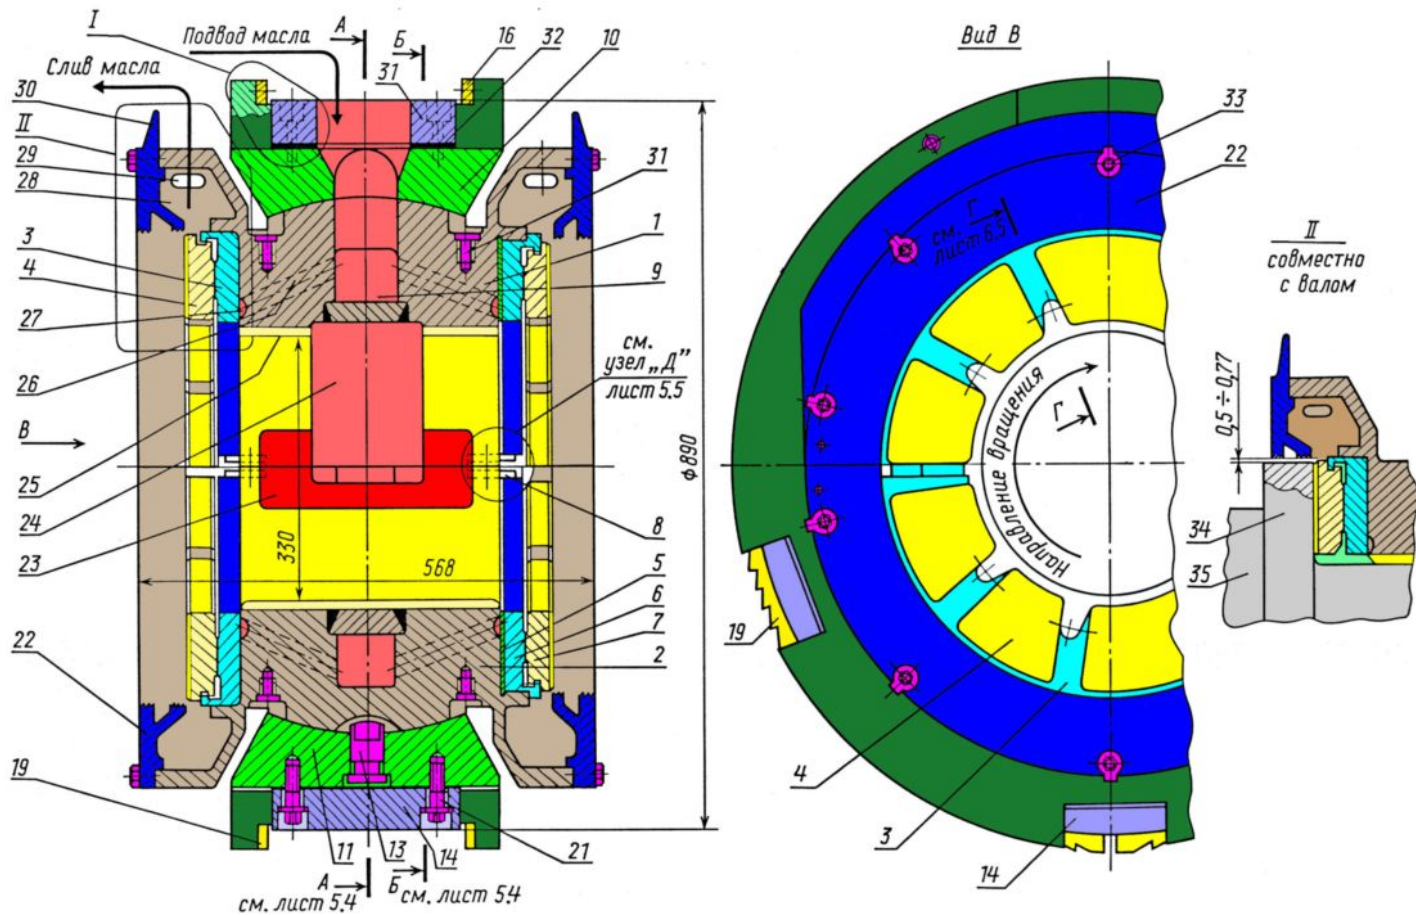 I
Подвод масла
А
Б
16
32
10
31
Слив масла
30
II
29
28
3
4
27
26
В
25
24
23
22
19
31
1
9
см.
узел „Д”
лист 5.5
ф890
8
330
568
5
6
7
2
11
13
14
21
А
см. лист 5.4
Б
см. лист 5.4
Вид В
33
22
Г
см.
лист 6.5
Направление вращения
Г
19
4
3
14
II
совместно
с валом
0,5÷0,77
34
35